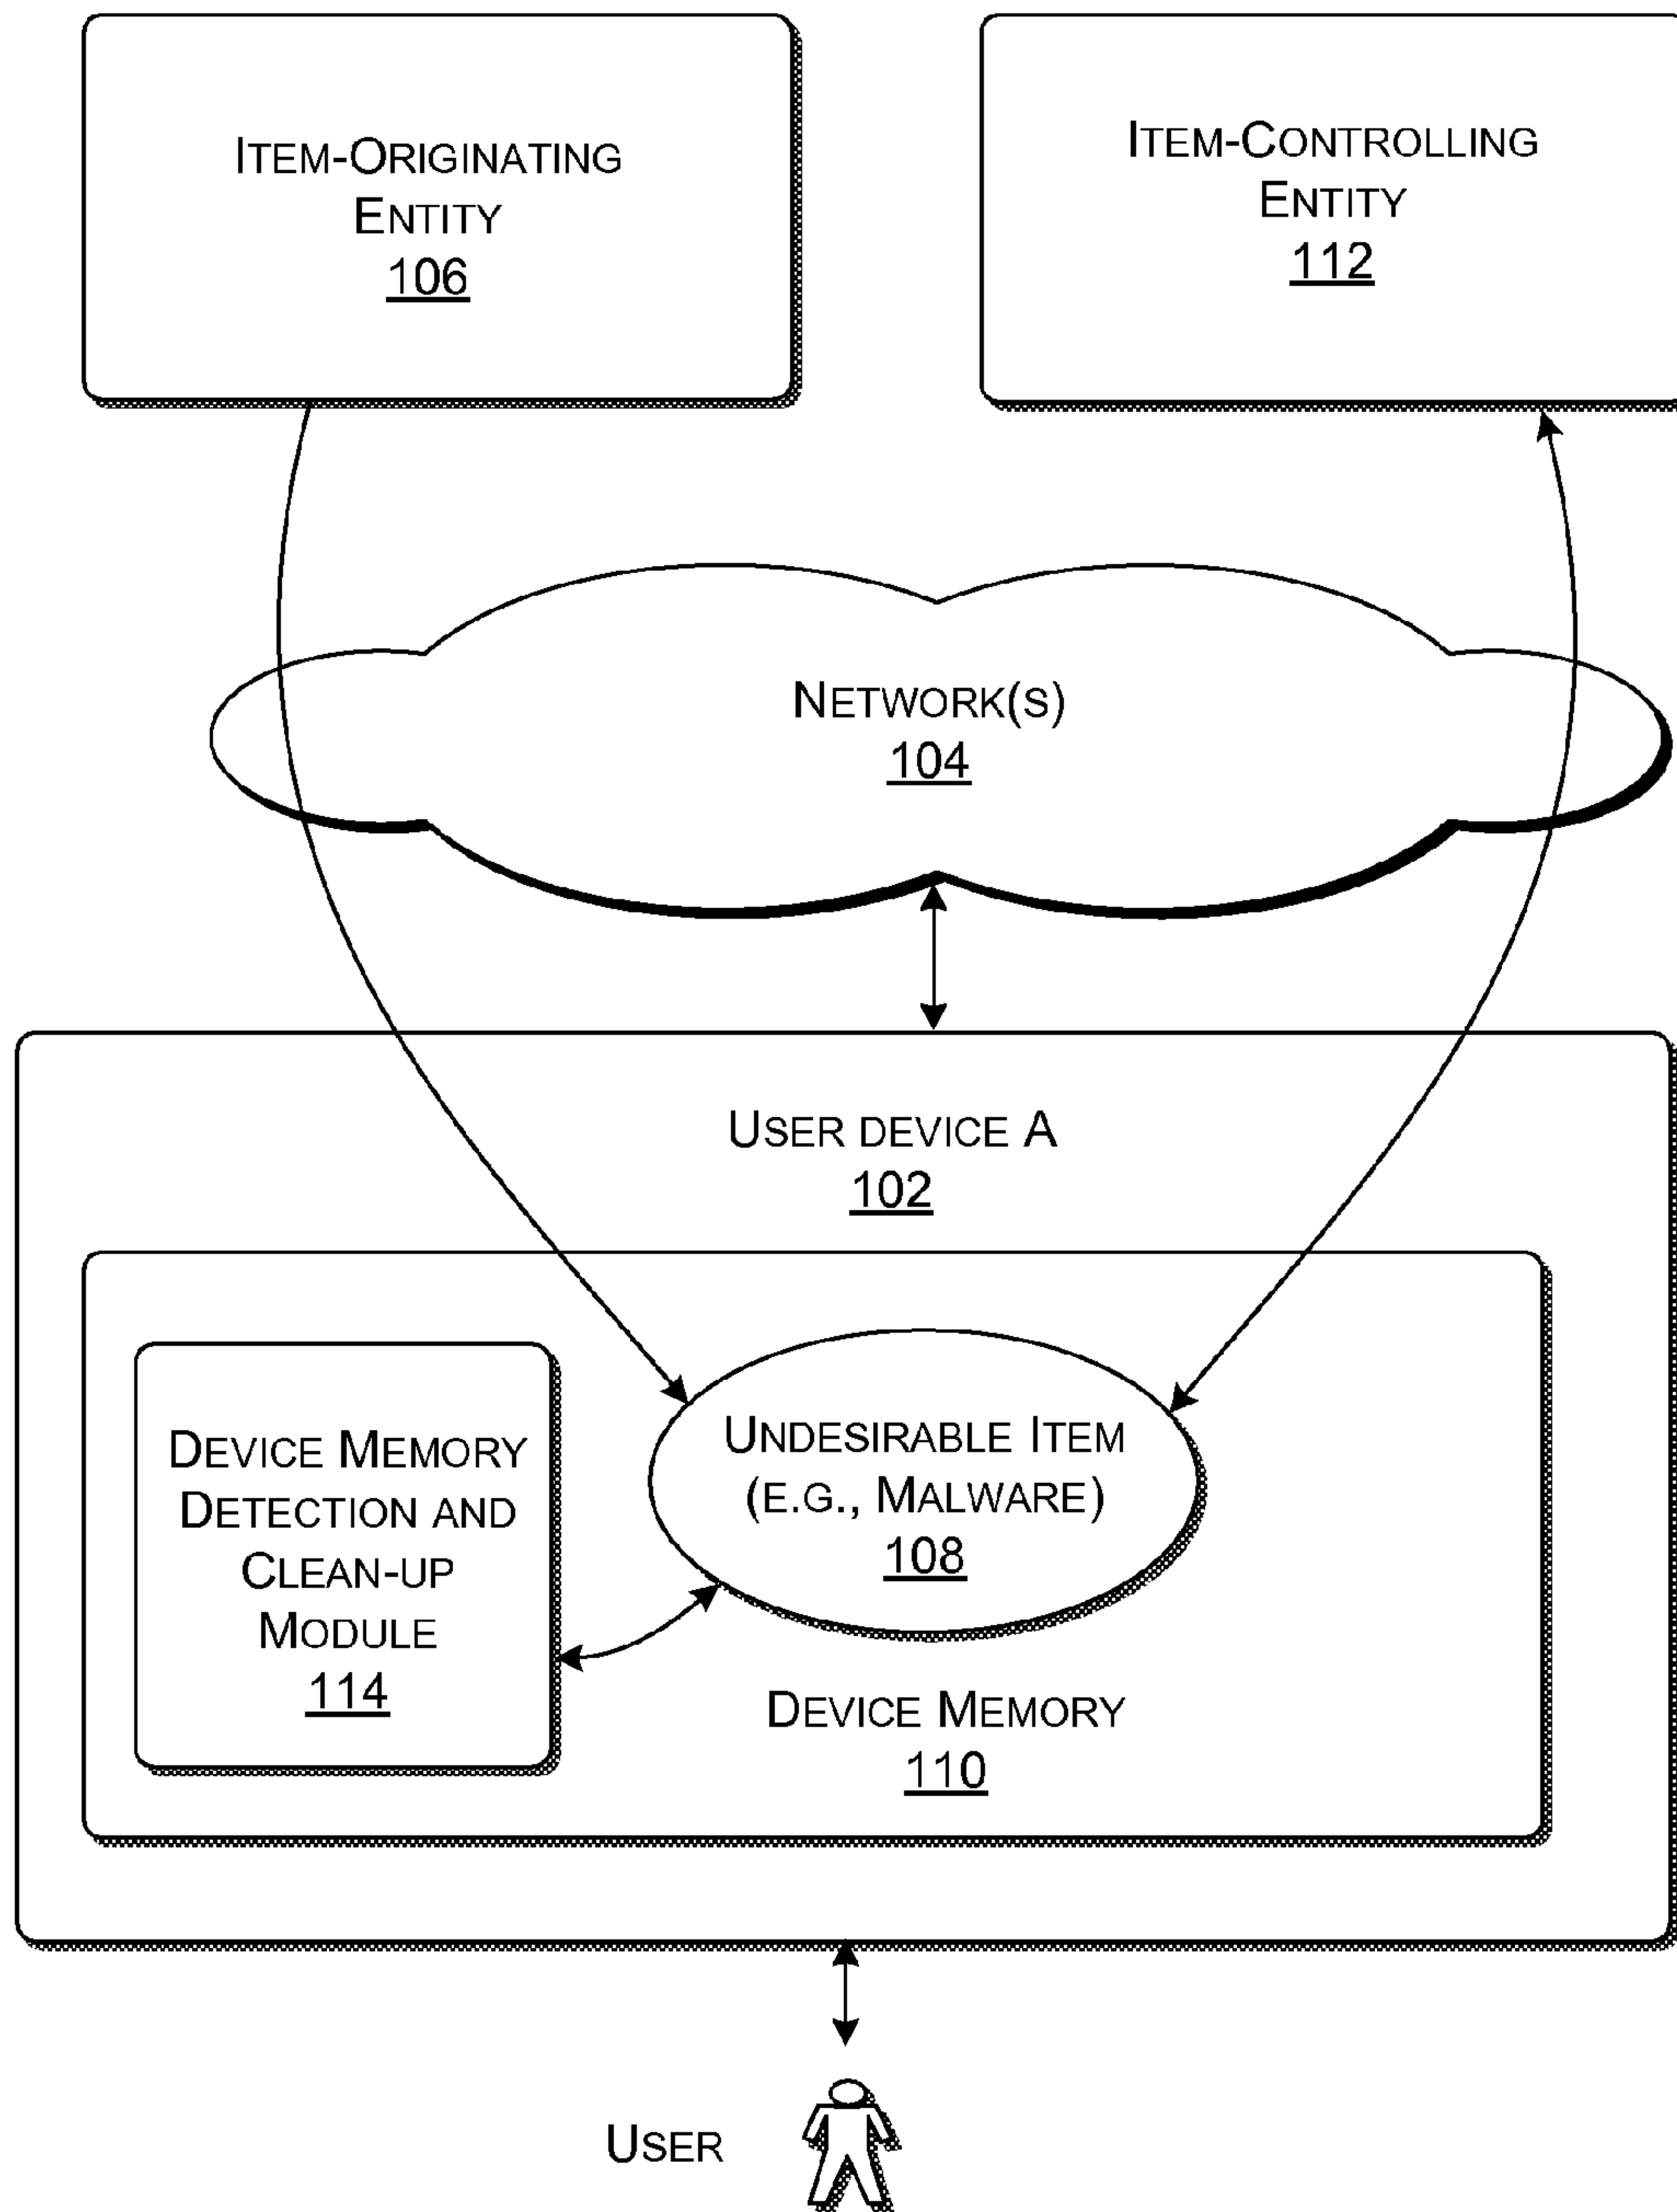 ITEM-ORIGINATING
ENTITY
106
ITEM-CONTROLLING
ENTITY
112
NETWORK(S)
104
USER DEVICE A
102
DEVICE MEMORY
DETECTION AND
CLEAN-UP
MODULE
114
UNDESIRABLE ITEM
(E.G., MALWARE)
108
DEVICE MEMORY
110
USER